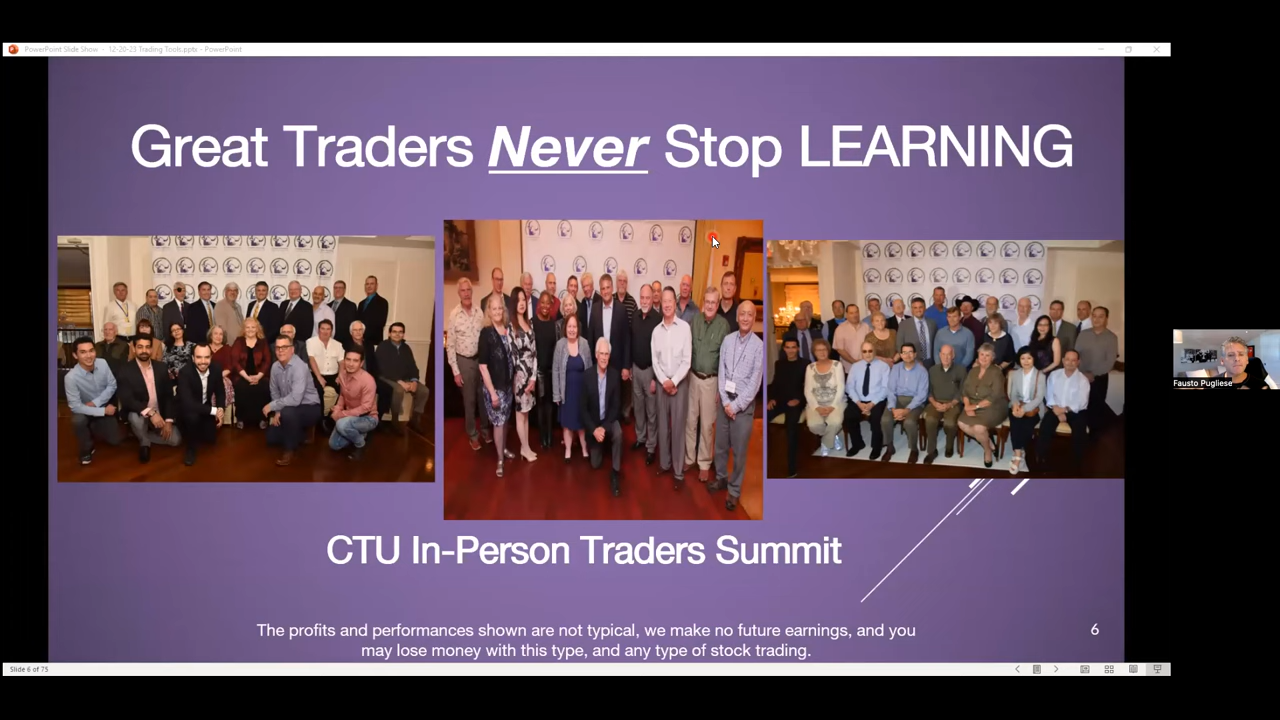 PowerPoint Slide Show - 12-20-23 Trading Tools.pptx - PowerPoint
Great Traders Never Stop LEARNING
Fausto Pugliese
CTU In-Person Traders Summit
The profits and performances shown are not typical, we make no future earnings, and you
may lose money with this type, and any type of stock trading.
6
Slide 6 of 75